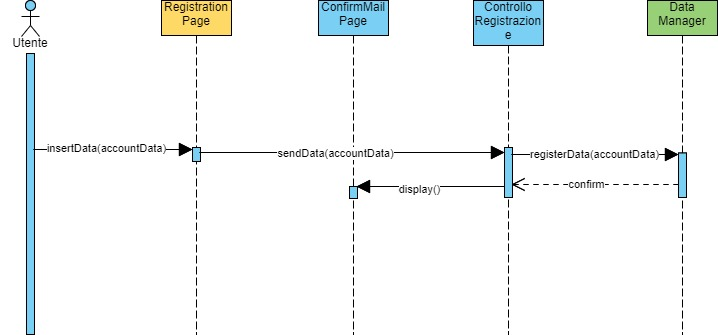 Registration
Page
ConfirmMail
Page
Controllo
Registrazion
e
Data
Manager
Utente
insertData(accountData)
sendData(accountData)
registerData(accountData)
display()
confirm